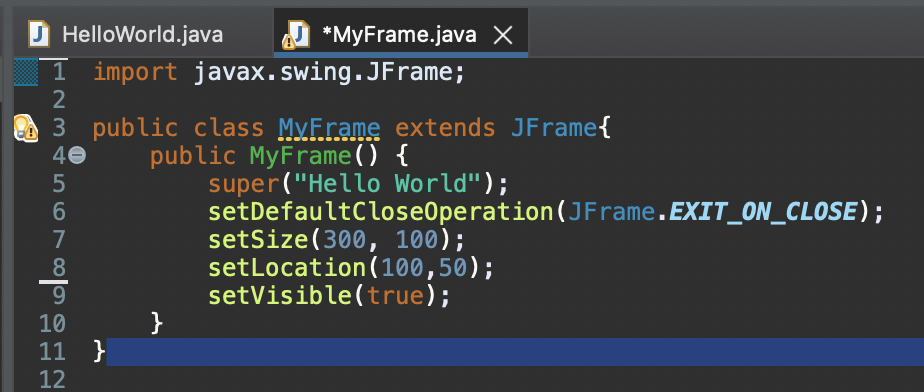 HelloWorld.java
*MyFrame.java
1 import javax.swing.JFrame;
2
3 public class MyFrame extends JFrame{
4 public MyFrame() {
5 super("Hello World");
6 setDefaultCloseOperation(JFrame.EXIT_ON_CLOSE);
7 setSize(300, 100);
8 setLocation(100,50);
9 setVisible(true);
10 }
11 }
12